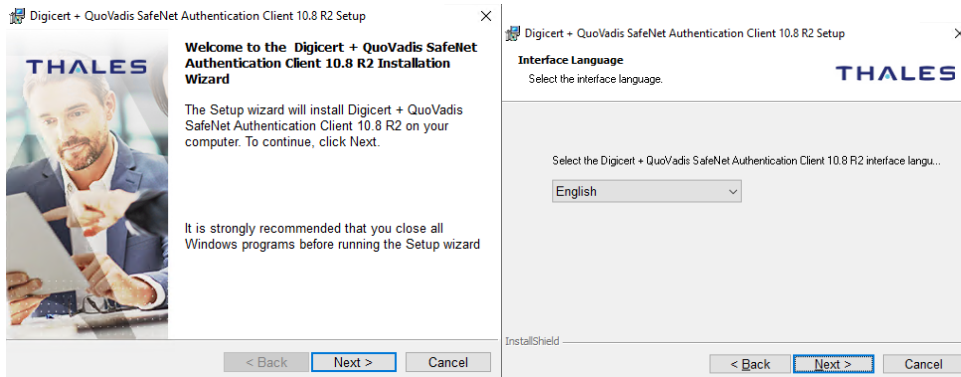 Digicert + QuoVadis SafeNet Authentication Client 10.8 R2 Setup
THALES
Welcome to the Digicert + QuoVadis SafeNet
Authentication Client 10.8 R2 Installation
Wizard
The Setup wizard will install Digicert + QuoVadis
SafeNet Authentication Client 10.8 R2 on your
computer. To continue, click Next.
It is strongly recommended that you close all
Windows programs before running the Setup wizard
< Back
Next >
Cancel
Digicert + QuoVadis SafeNet Authentication Client 10.8 R2 Setup
Interface Language
Select the interface language.
THALES
Select the Digicert + QuoVadis SafeNet Authentication Client 10.8 R2 interface langu...
English
InstallShield
< Back
Next >
Cancel